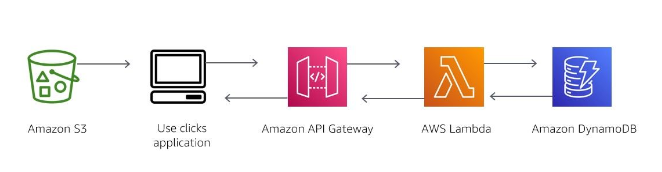 Amazon S3
Use clicks
application
Amazon API Gateway
AWS Lambda
Amazon DynamoDB